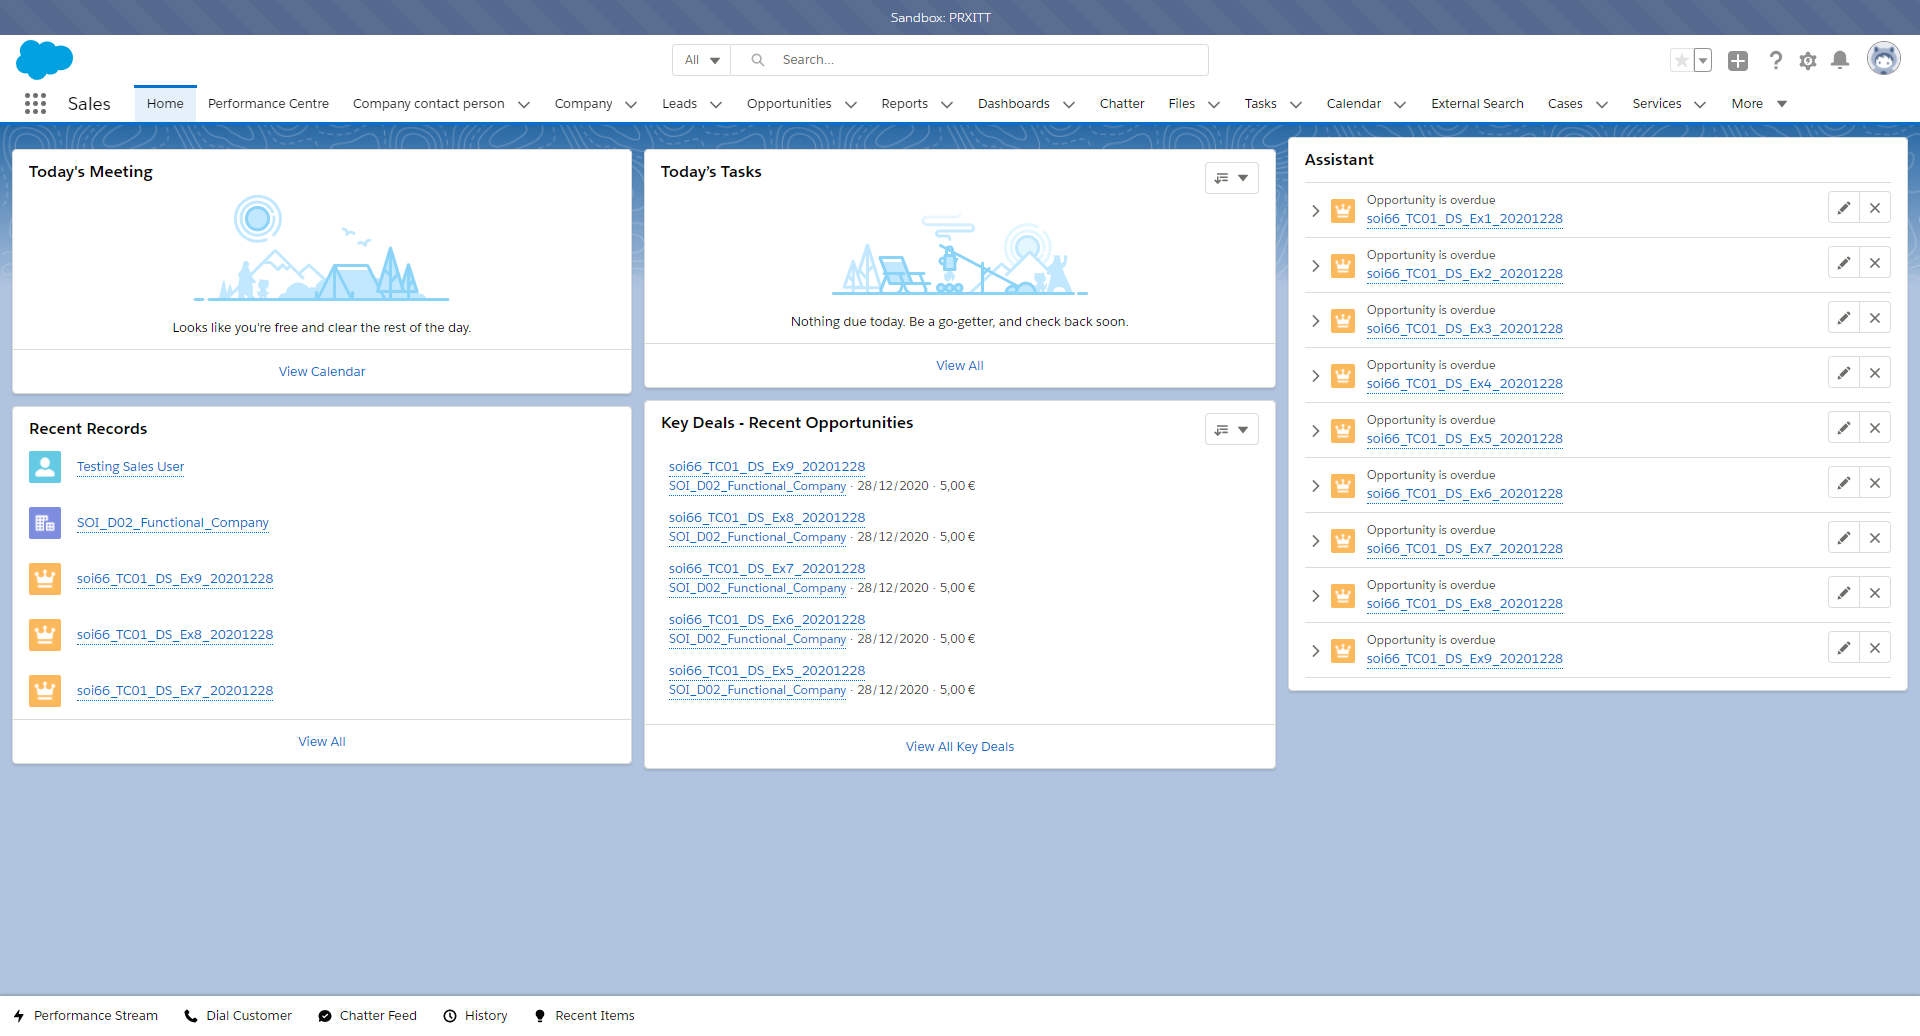 Sandbox: PRXITT
All
Search...
Sales
Home
Performance Centre
Company contact person
Company
Leads
Opportunities
Reports
Dashboards
Chatter
Files
Tasks
Calendar
External Search
Cases
Services
More
Today's Meeting
Looks like you're free and clear the rest of the day.
View Calendar
Recent Records
Testing Sales User
SOI_D02_Functional_Company
soi66_TC01_DS_Ex9_20201228
soi66_TC01_DS_Ex8_20201228
soi66_TC01_DS_Ex7_20201228
View All
Today’s Tasks
Nothing due today. Be a go-getter, and check back soon.
View All
Key Deals - Recent Opportunities
soi66_TC01_DS_Ex9_20201228
SOI_D02_Functional_Company · 28/12/2020 · 5,00 €
soi66_TC01_DS_Ex8_20201228
SOI_D02_Functional_Company · 28/12/2020 · 5,00 €
soi66_TC01_DS_Ex7_20201228
SOI_D02_Functional_Company · 28/12/2020 · 5,00 €
soi66_TC01_DS_Ex6_20201228
SOI_D02_Functional_Company · 28/12/2020 · 5,00 €
soi66_TC01_DS_Ex5_20201228
SOI_D02_Functional_Company · 28/12/2020 · 5,00 €
View All Key Deals
Assistant
Opportunity is overdue
soi66_TC01_DS_Ex1_20201228
Opportunity is overdue
soi66_TC01_DS_Ex2_20201228
Opportunity is overdue
soi66_TC01_DS_Ex3_20201228
Opportunity is overdue
soi66_TC01_DS_Ex4_20201228
Opportunity is overdue
soi66_TC01_DS_Ex5_20201228
Opportunity is overdue
soi66_TC01_DS_Ex6_20201228
Opportunity is overdue
soi66_TC01_DS_Ex7_20201228
Opportunity is overdue
soi66_TC01_DS_Ex8_20201228
Opportunity is overdue
soi66_TC01_DS_Ex9_20201228
Performance Stream
Dial Customer
Chatter Feed
History
Recent Items